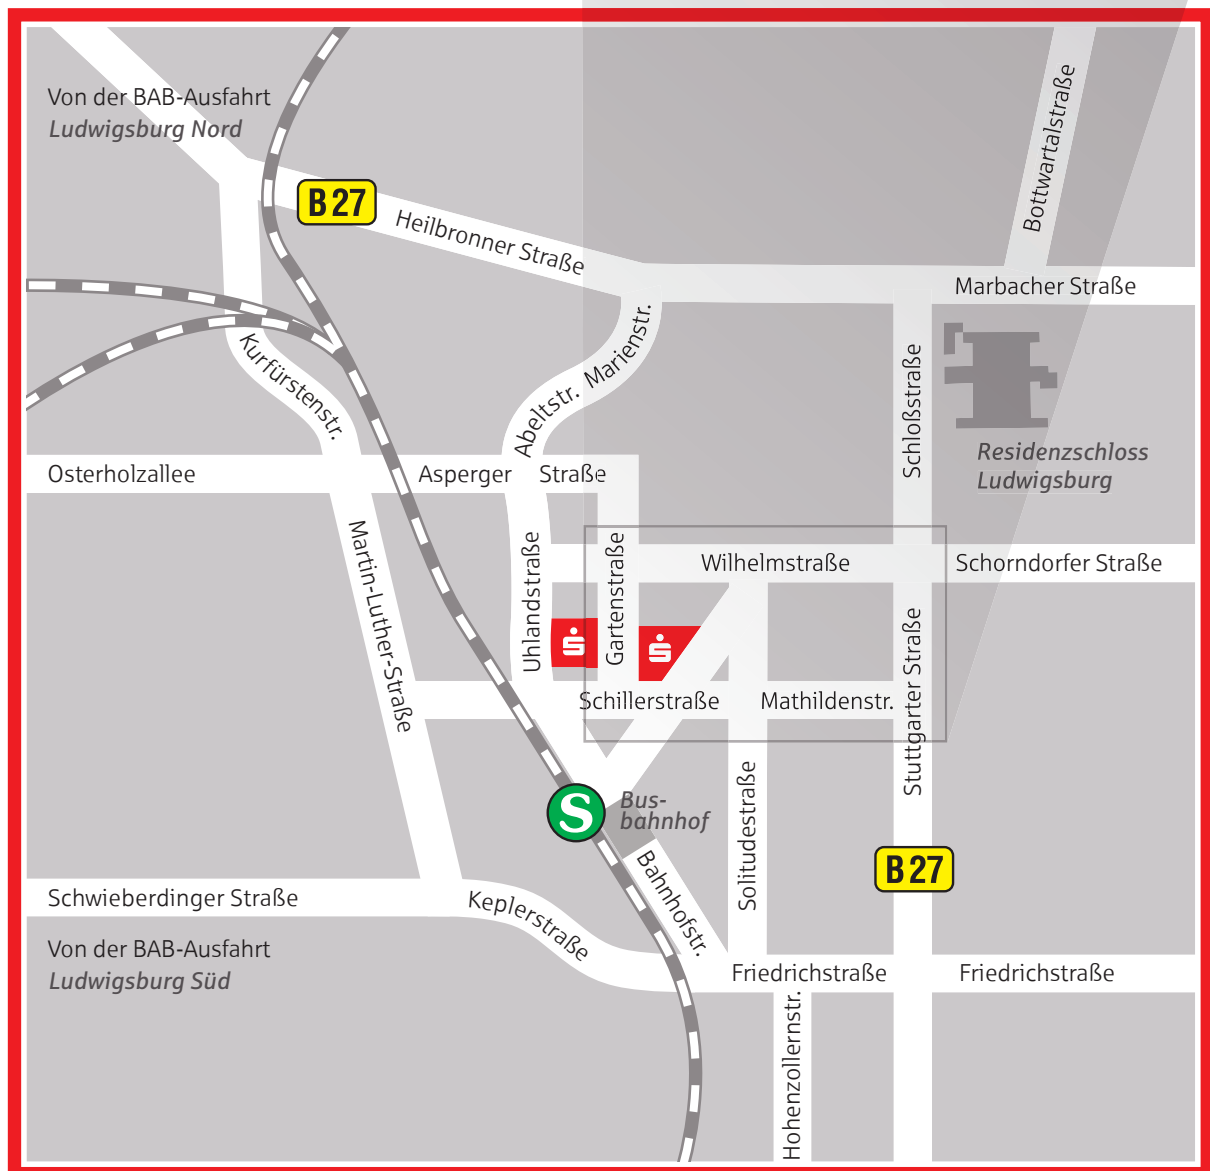 Von der BAB-Ausfahrt
Ludwigsburg Nord
B 27
Heilbronner Straße
Bottwartalstraße
Marbacher Straße
Marienstr.
Abeltstr.
Kurfürstenstr.
Schloßstraße
Residenzschloss
Ludwigsburg
Osterholzallee
Asperger Straße
Martin-Luther-Straße
Uhlandstraße
Gartenstraße
Wilhelmstraße
Schorndorfer Straße
Schillerstraße
Mathildenstr.
Stuttgarter Straße
S
Bus-
bahnhof
Solitudestraße
B 27
Bahnhofstr.
Schwieberdinger Straße
Keplerstraße
Von der BAB-Ausfahrt
Ludwigsburg Süd
Friedrichstraße
Friedrichstraße
Hohenzollernstr.